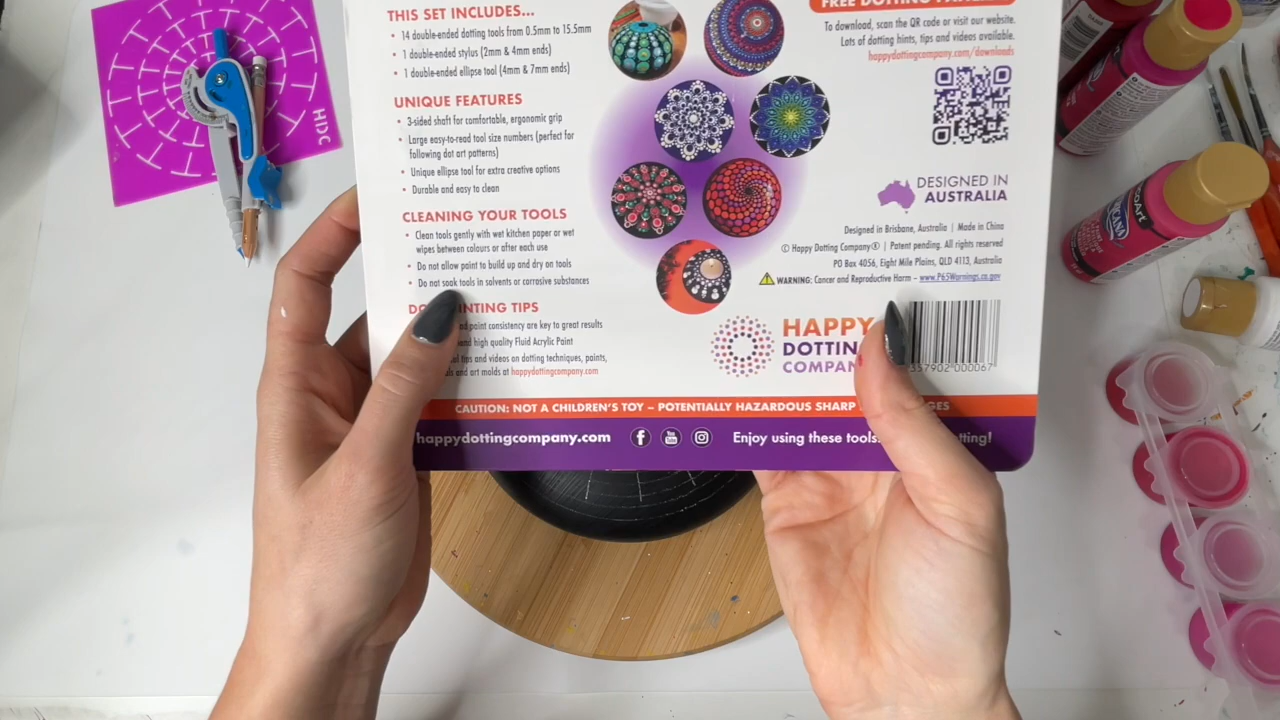 THIS SET INCLUDES...
• 14 double-ended dotting tools from 0.5mm to 15.5mm
• 1 double-ended stylus (2mm & 4mm ends)
• 1 double-ended ellipse tool (4mm & 7mm ends)
UNIQUE FEATURES
• 3-sided shaft for comfortable, ergonomic grip
• Large easy-to-read tool size numbers (perfect for
following dot art patterns)
• Unique ellipse tool for extra creative options
• Durable and easy to clean
CLEANING YOUR TOOLS
• Clean tools gently with wet kitchen paper or wet
wipes between colours or after each use
• Do not allow paint to build up and dry on tools
• Do not soak tools in solvents or corrosive substances
TIPS
paint consistency are key to great results
high quality Fluid Acrylic Paint
tips and videos on dotting techniques, paints,
and art molds at happydottingcompany.com
FREE DOTTING
To download, scan the QR code or visit our website.
Lots of dotting hints, tips and videos available.
happydottingcompany.com/downloads
DESIGNED IN
AUSTRALIA
Designed in Brisbane, Australia | Made in China
© Happy Dotting Company® | Patent pending. All rights reserved
PO Box 4056, Eight Mile Plains, QLD 4113, Australia
WARNING: Cancer and Reproductive Harm – www.P65Warnings.ca.gov
HAPPY
DOTTIN
COMPAN
357902 000067
CAUTION: NOT A CHILDREN'S TOY – POTENTIALLY HAZARDOUS SHARP
happydottingcompany.com
f
You Tube
Enjoy using these tools
HDC